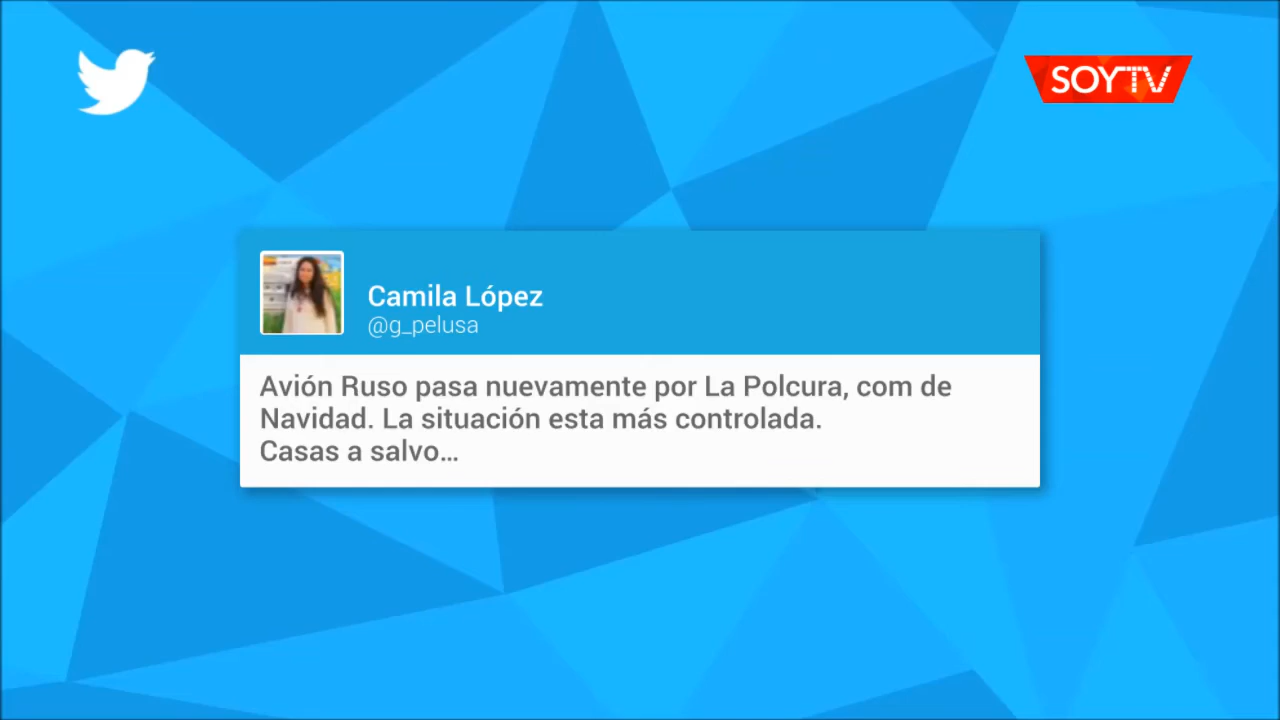 SOYTV
Camila López
@g_pelusa
Avión Ruso pasa nuevamente por La Polcura, com de
Navidad. La situación esta más controlada.
Casas a salvo…